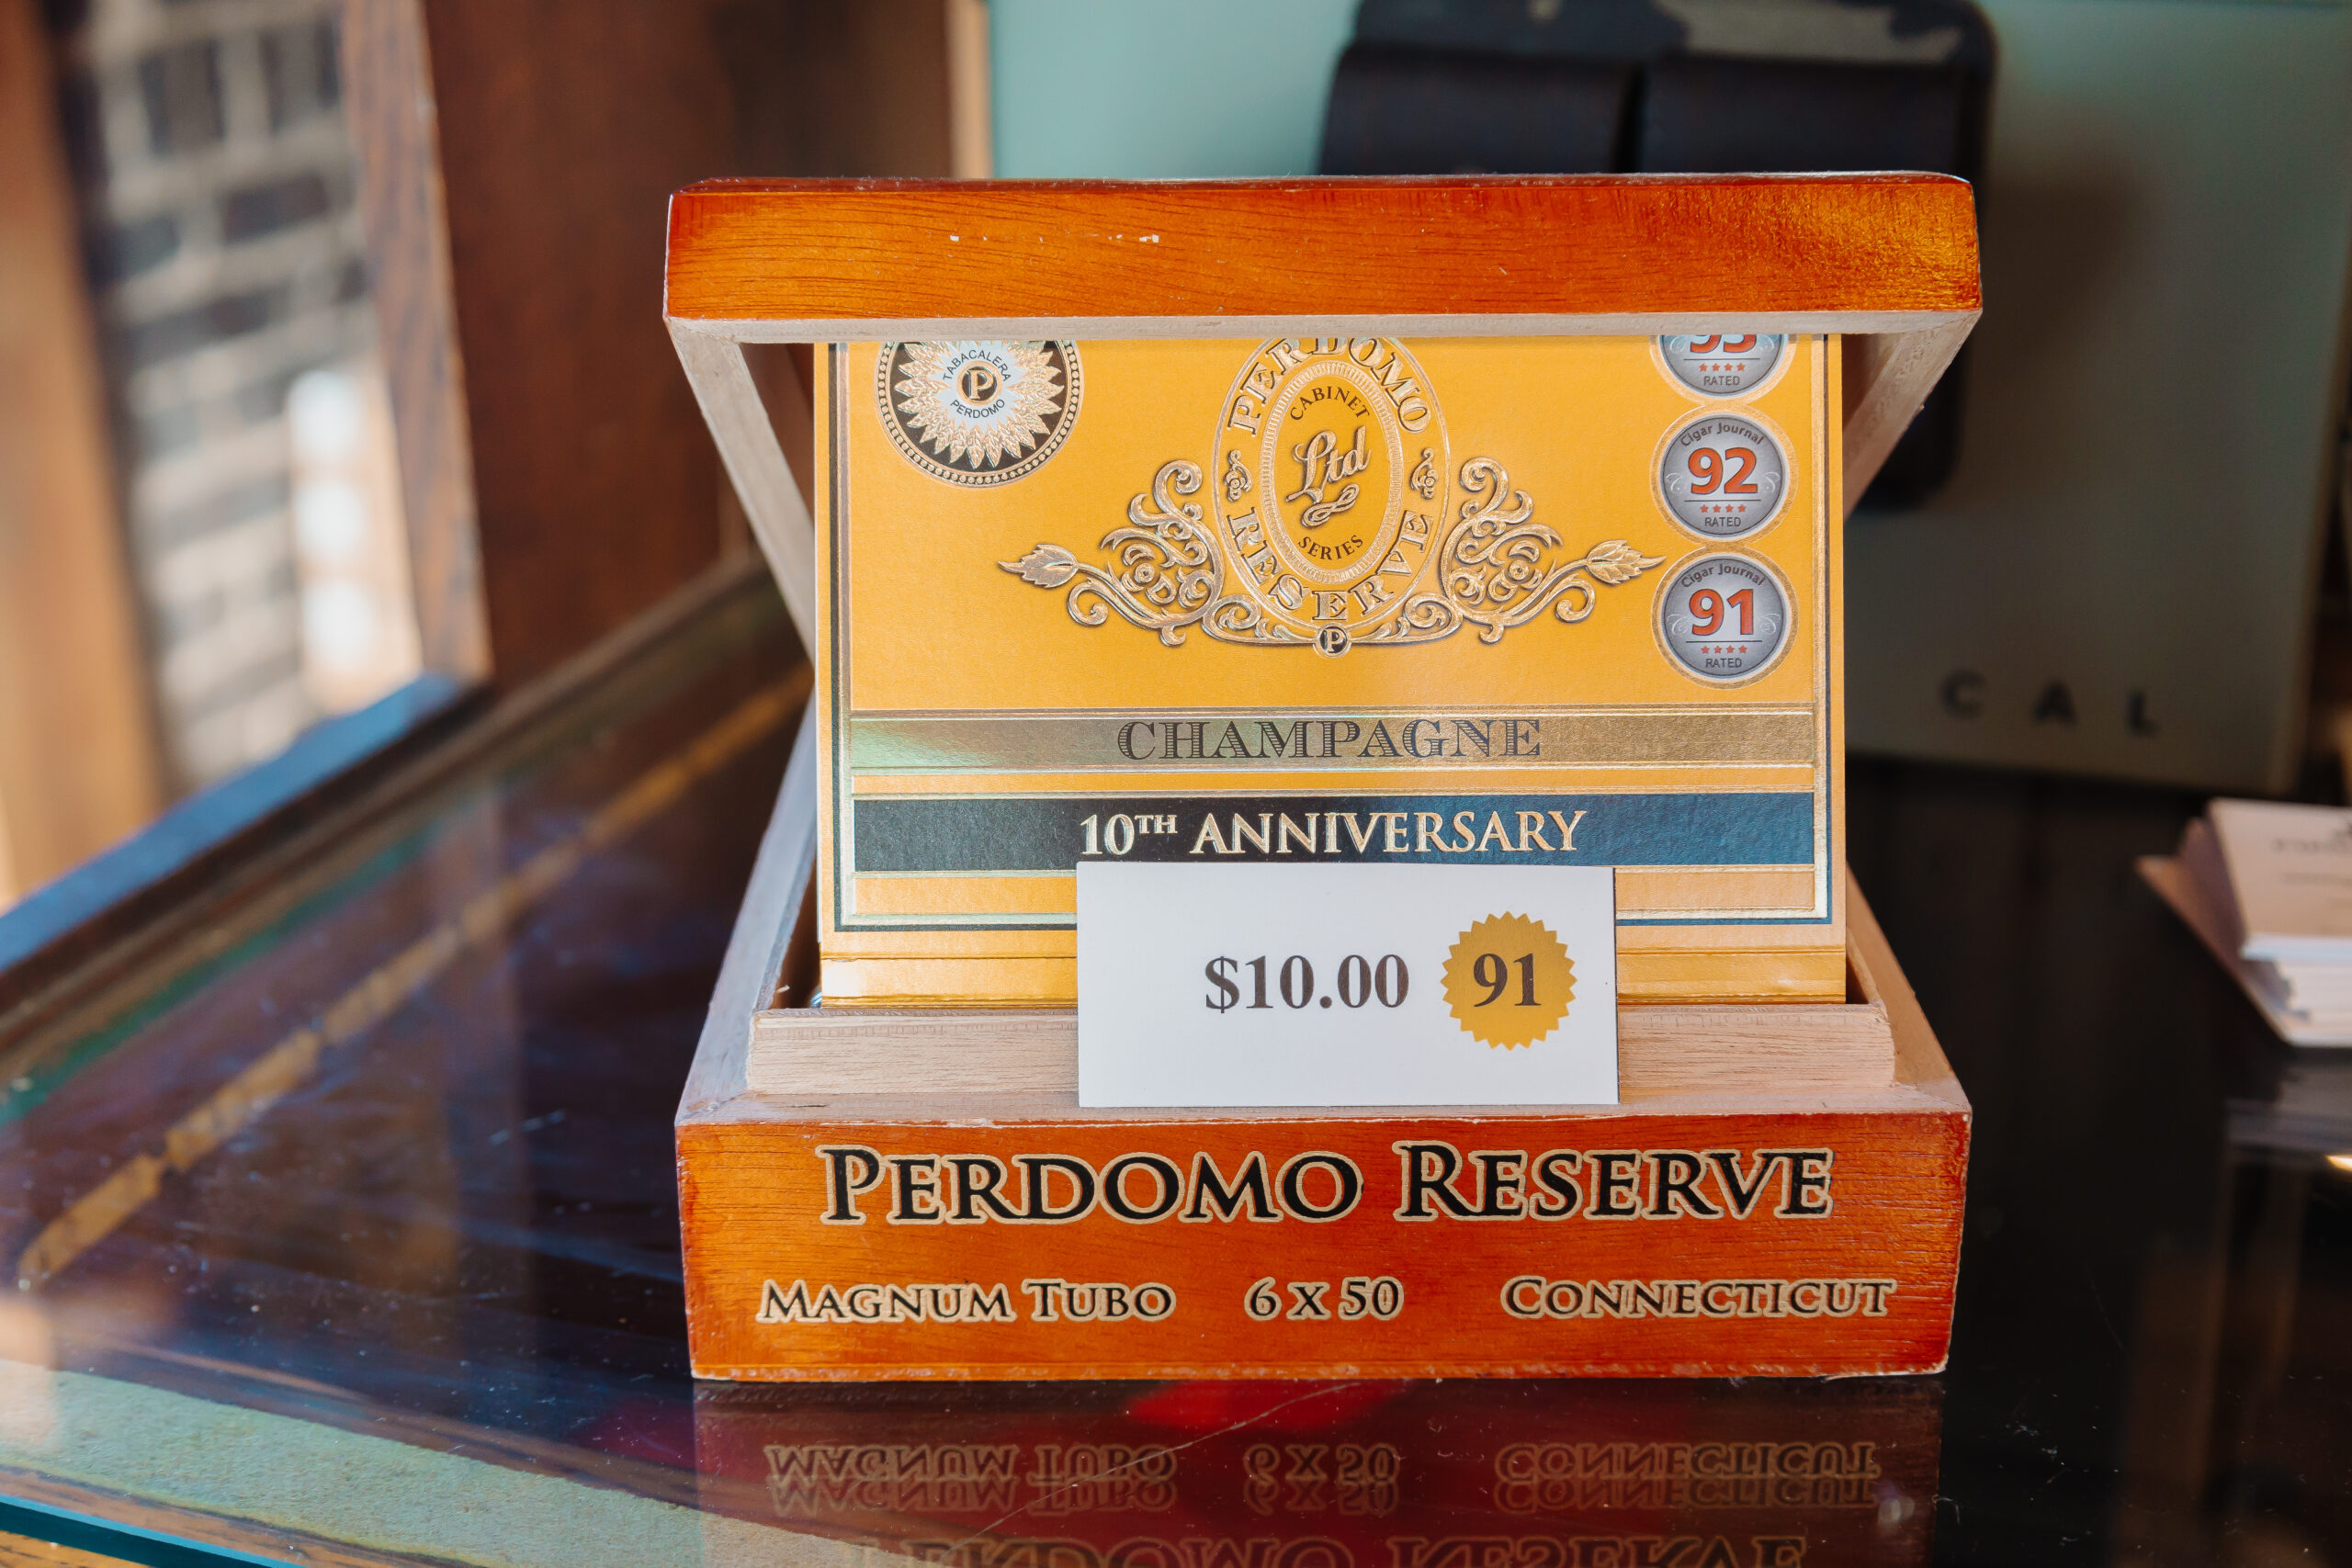 TABACALERA
P
PERDOMO
PERDOMO
CABINET
Ltd
SERIES
RESERVE
P
93
RATED
Cigar Journal
92
RATED
Cigar Journal
91
RATED
CHAMPAGNE
10TH ANNIVERSARY
$10.00 91
PERDOMO RESERVE
MAGNUM TUBO 6 X 50 CONNECTICUT
CAL